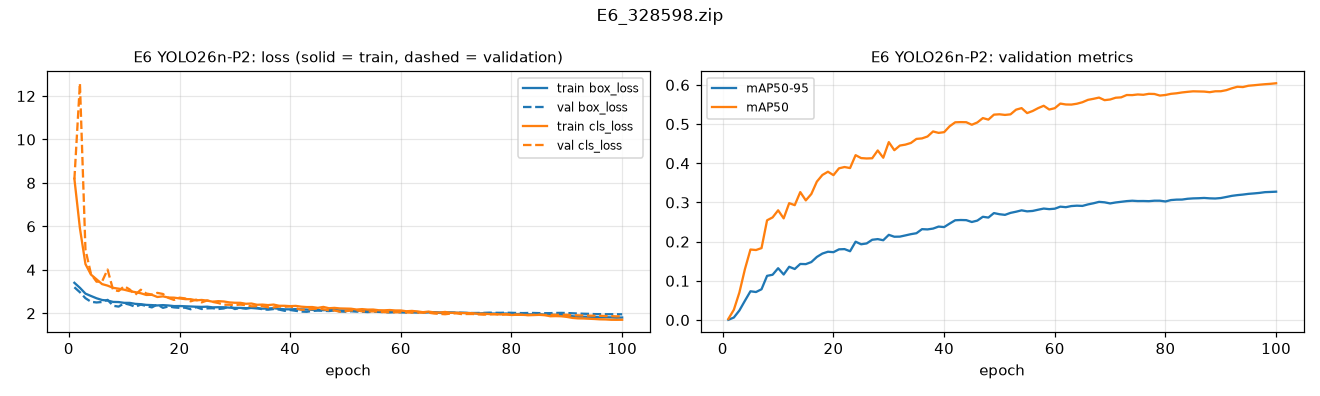 E6_328598.zip
E6 YOLO26n-P2: loss (solid = train, dashed = validation)
12
10
8
6
4
2
0
20
40
60
80
100
epoch
train box_loss
val box_loss
train cls_loss
val cls_loss
E6 YOLO26n-P2: validation metrics
0.6
0.5
0.4
0.3
0.2
0.1
0.0
0
20
40
60
80
100
epoch
mAP50-95
mAP50